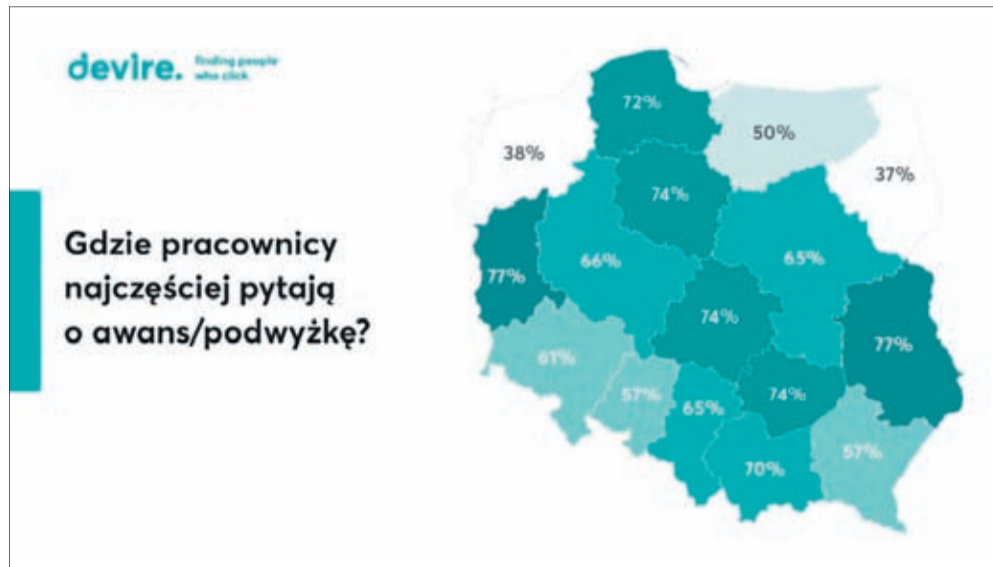 devire.
finding people
who click
Gdzie pracownicy
najczęściej pytają
o awans/podwyżkę?
72%
50%
38%
37%
74%
66%
65%
77%
74%
77%
61%
57%
65%
74%
57%
70%